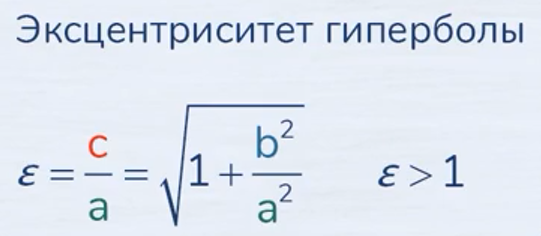 Эксцентриситет гиперболы
ε = c/a = √(1 + b²/a²) ε > 1